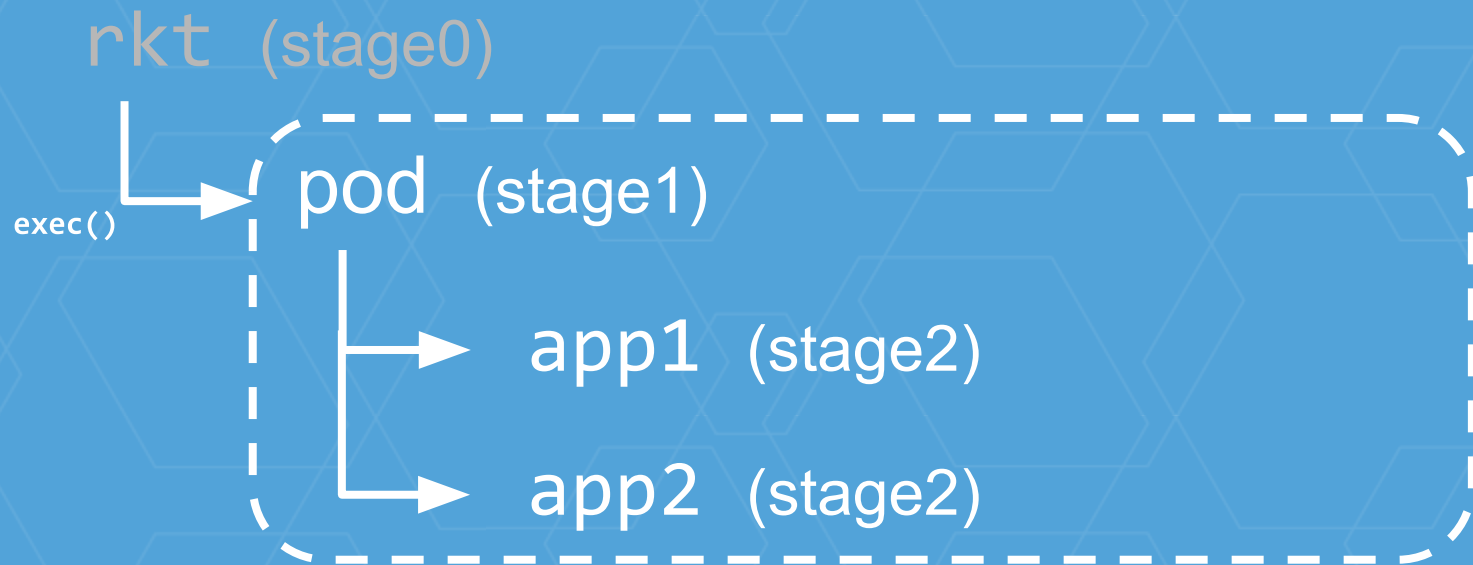 rkt (stage0)
exec()
pod (stage1)
app1 (stage2)
app2 (stage2)